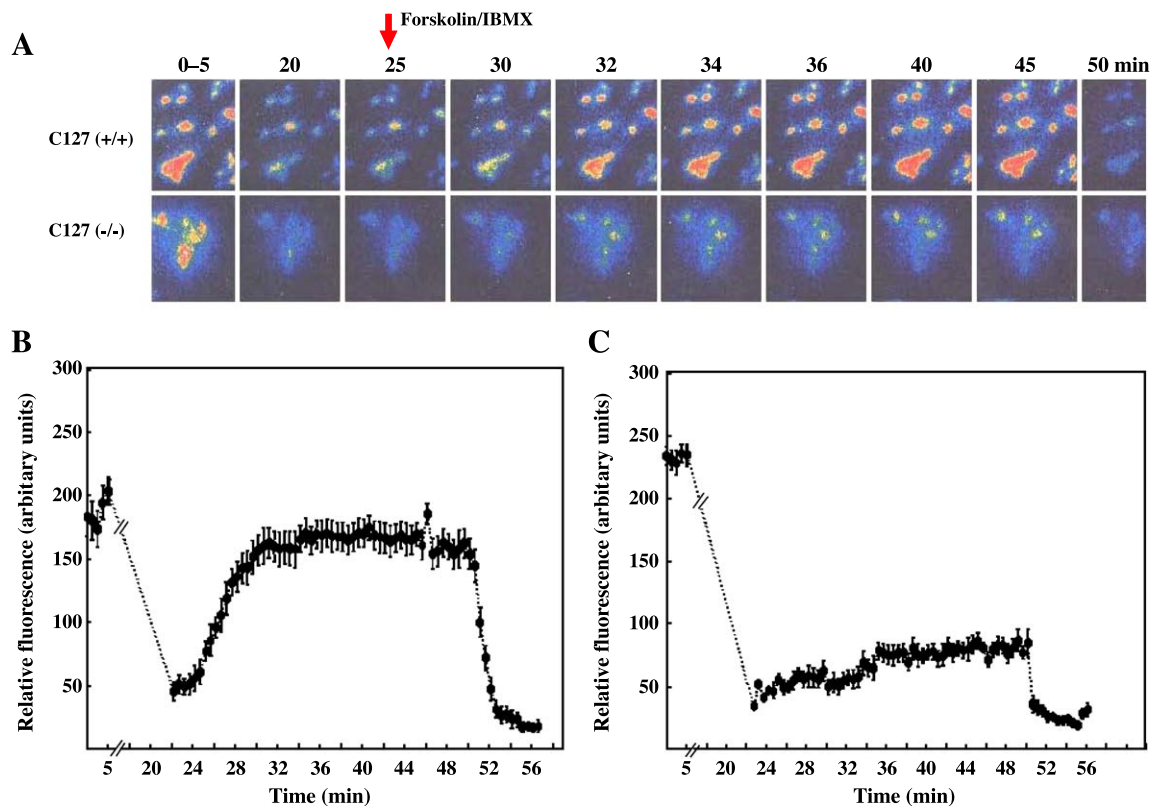 Forskolin/IBMX
A
0–5 20 25 30 32 34 36 40 45 50 min
C127 (+/+)
C127 (-/-)
B
300
250
200
150
100
50
Relative fluorescence (arbitrary units)
5 20 24 28 32 36 40 44 48 52 56
Time (min)
C
300
250
200
150
100
50
Relative fluorescence (arbitrary units)
5 20 24 28 32 36 40 44 48 52 56
Time (min)